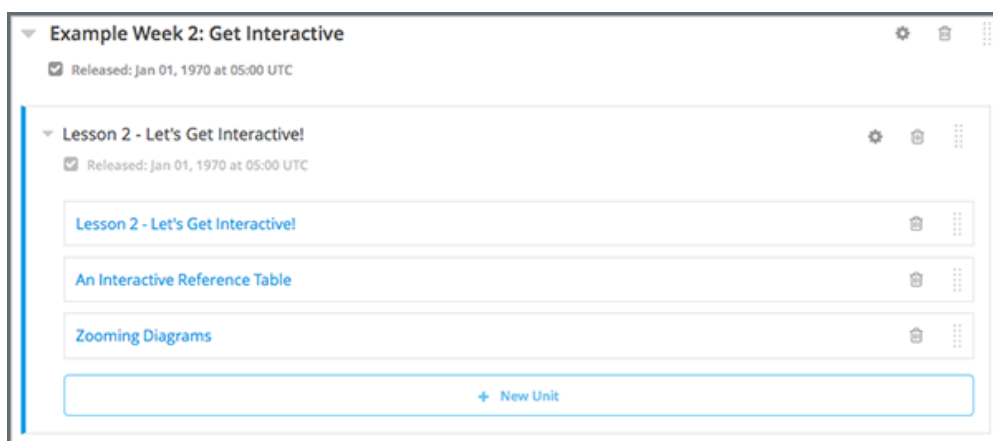 Example Week 2: Get Interactive
Released: Jan 01, 1970 at 05:00 UTC
Lesson 2 - Let's Get Interactive!
Released: Jan 01, 1970 at 05:00 UTC
Lesson 2 - Let's Get Interactive!
An Interactive Reference Table
Zooming Diagrams
+ New Unit